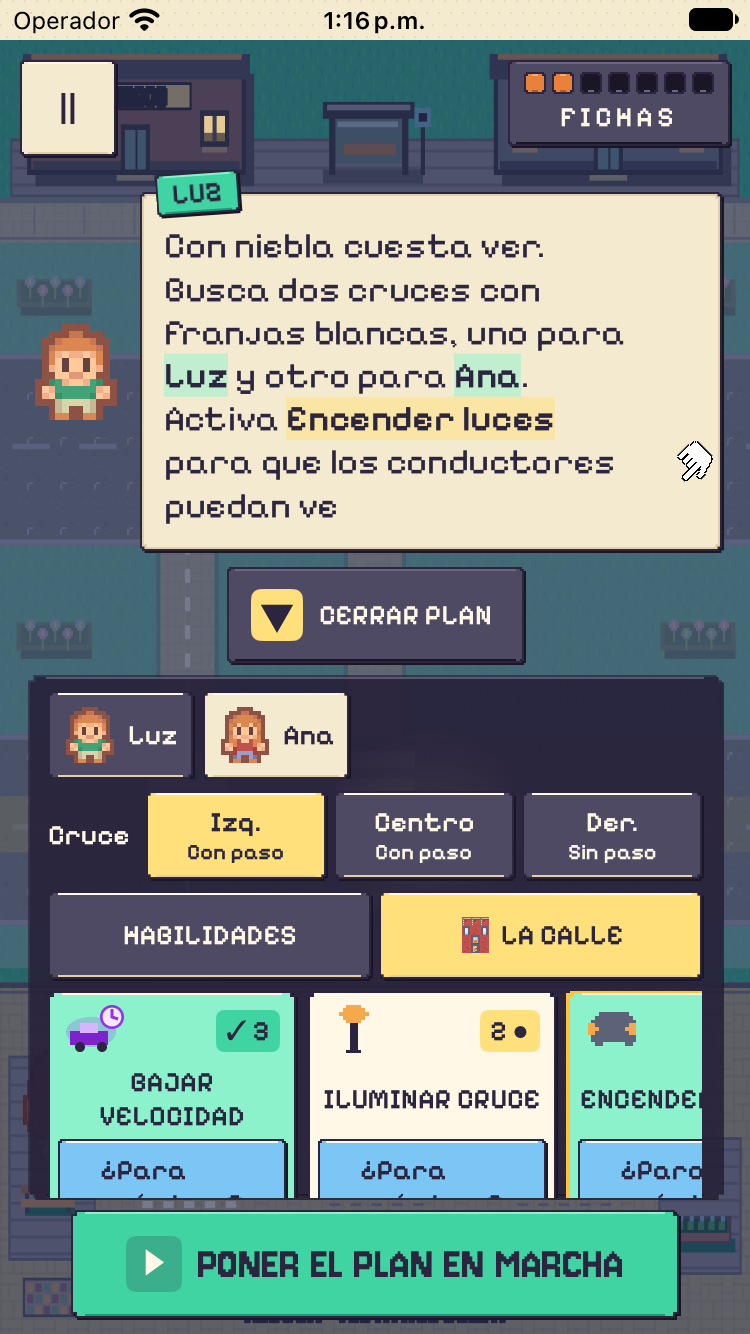 Operador
1:16 p.m.
FICHAS
LUZ
Con niebla cuesta ver.
Busca dos cruces con
franjas blancas, uno para
Luz y otro para Ana.
Activa Encender luces
para que los conductores
puedan ve
CERRAR PLAN
Luz
Ana
Cruce
Izq.
Con paso
Centro
Con paso
Der.
Sin paso
HABILIDADES
LA CALLE
✓3
BAJAR
VELOCIDAD
¿Para
2 ●
ILUMINAR CRUCE
¿Para
ENCENDE
¿Para
PONER EL PLAN EN MARCHA